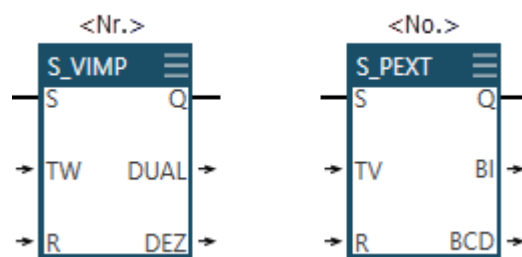 <Nr.>
S_VIMP
S Q
TW DUAL
R DEZ
<No.>
S_PEXT
S Q
TV BI
R BCD